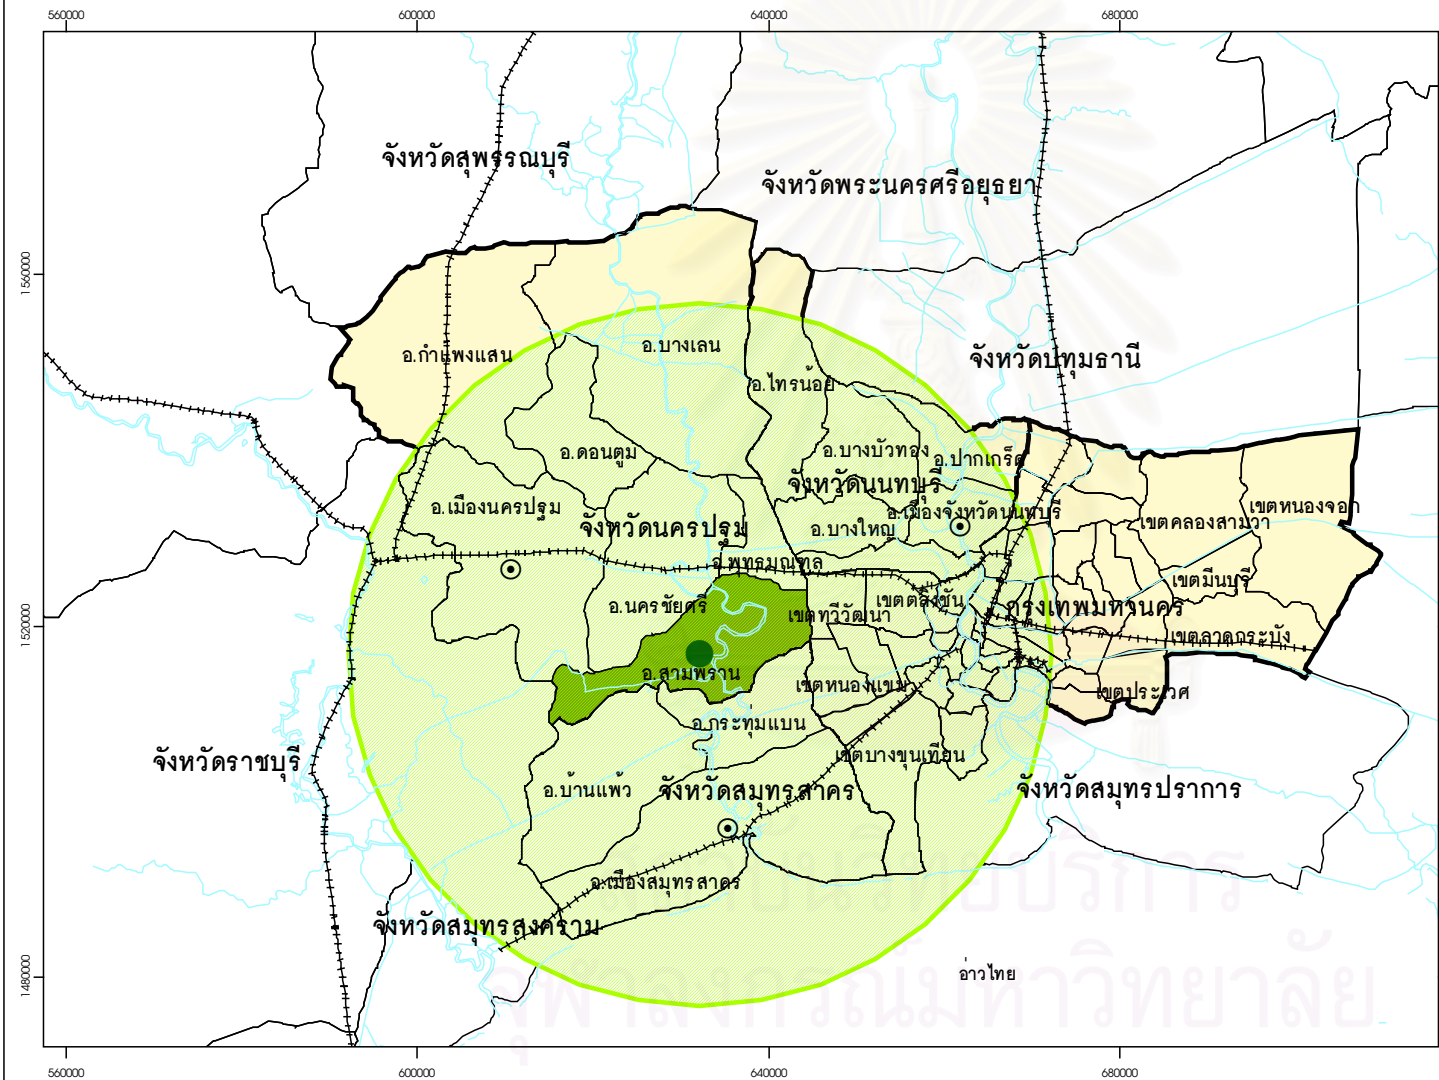 560000
600000
640000
680000
จังหวัดสุพรรณบุรี
จังหวัดพระนครศรีอยุธยา
1560000
อ.กำแพงแสน
อ.บางเลน
จังหวัดปทุมธานี
อ.ไทรน้อย
อ.ดอนตูม
อ.บางบัวทอง
อ.ปากเกร็ด
จังหวัดนนทบุรี
อ.เมืองนครปฐม
อ.เมืองจังหวัดนนทบุรี
เขตหนองจอก
เขตคลองสามวา
จังหวัดนครปฐม
อ.บางใหญ่
อ.พุทธมณฑล
เขตมีนบุรี
อ.นครชัยศรี
เขตทวีวัฒนา
เขตตลิ่งชัน
กรุงเทพมหานคร
1520000
เขตลาดกระบัง
อ.สามพราน
เขตหนองแขม
เขตประเวศ
อ.กระทุ่มแบน
จังหวัดราชบุรี
เขตบางขุนเทียน
อ.บ้านแพ้ว
จังหวัดสมุทรสาคร
จังหวัดสมุทรปราการ
อ.เมืองสมุทรสาคร
จังหวัดสมุทรสงคราม
1480000
อ่าวไทย
จุฬาลงกรณ์มหาวิทยาลัย
560000
600000
640000
680000